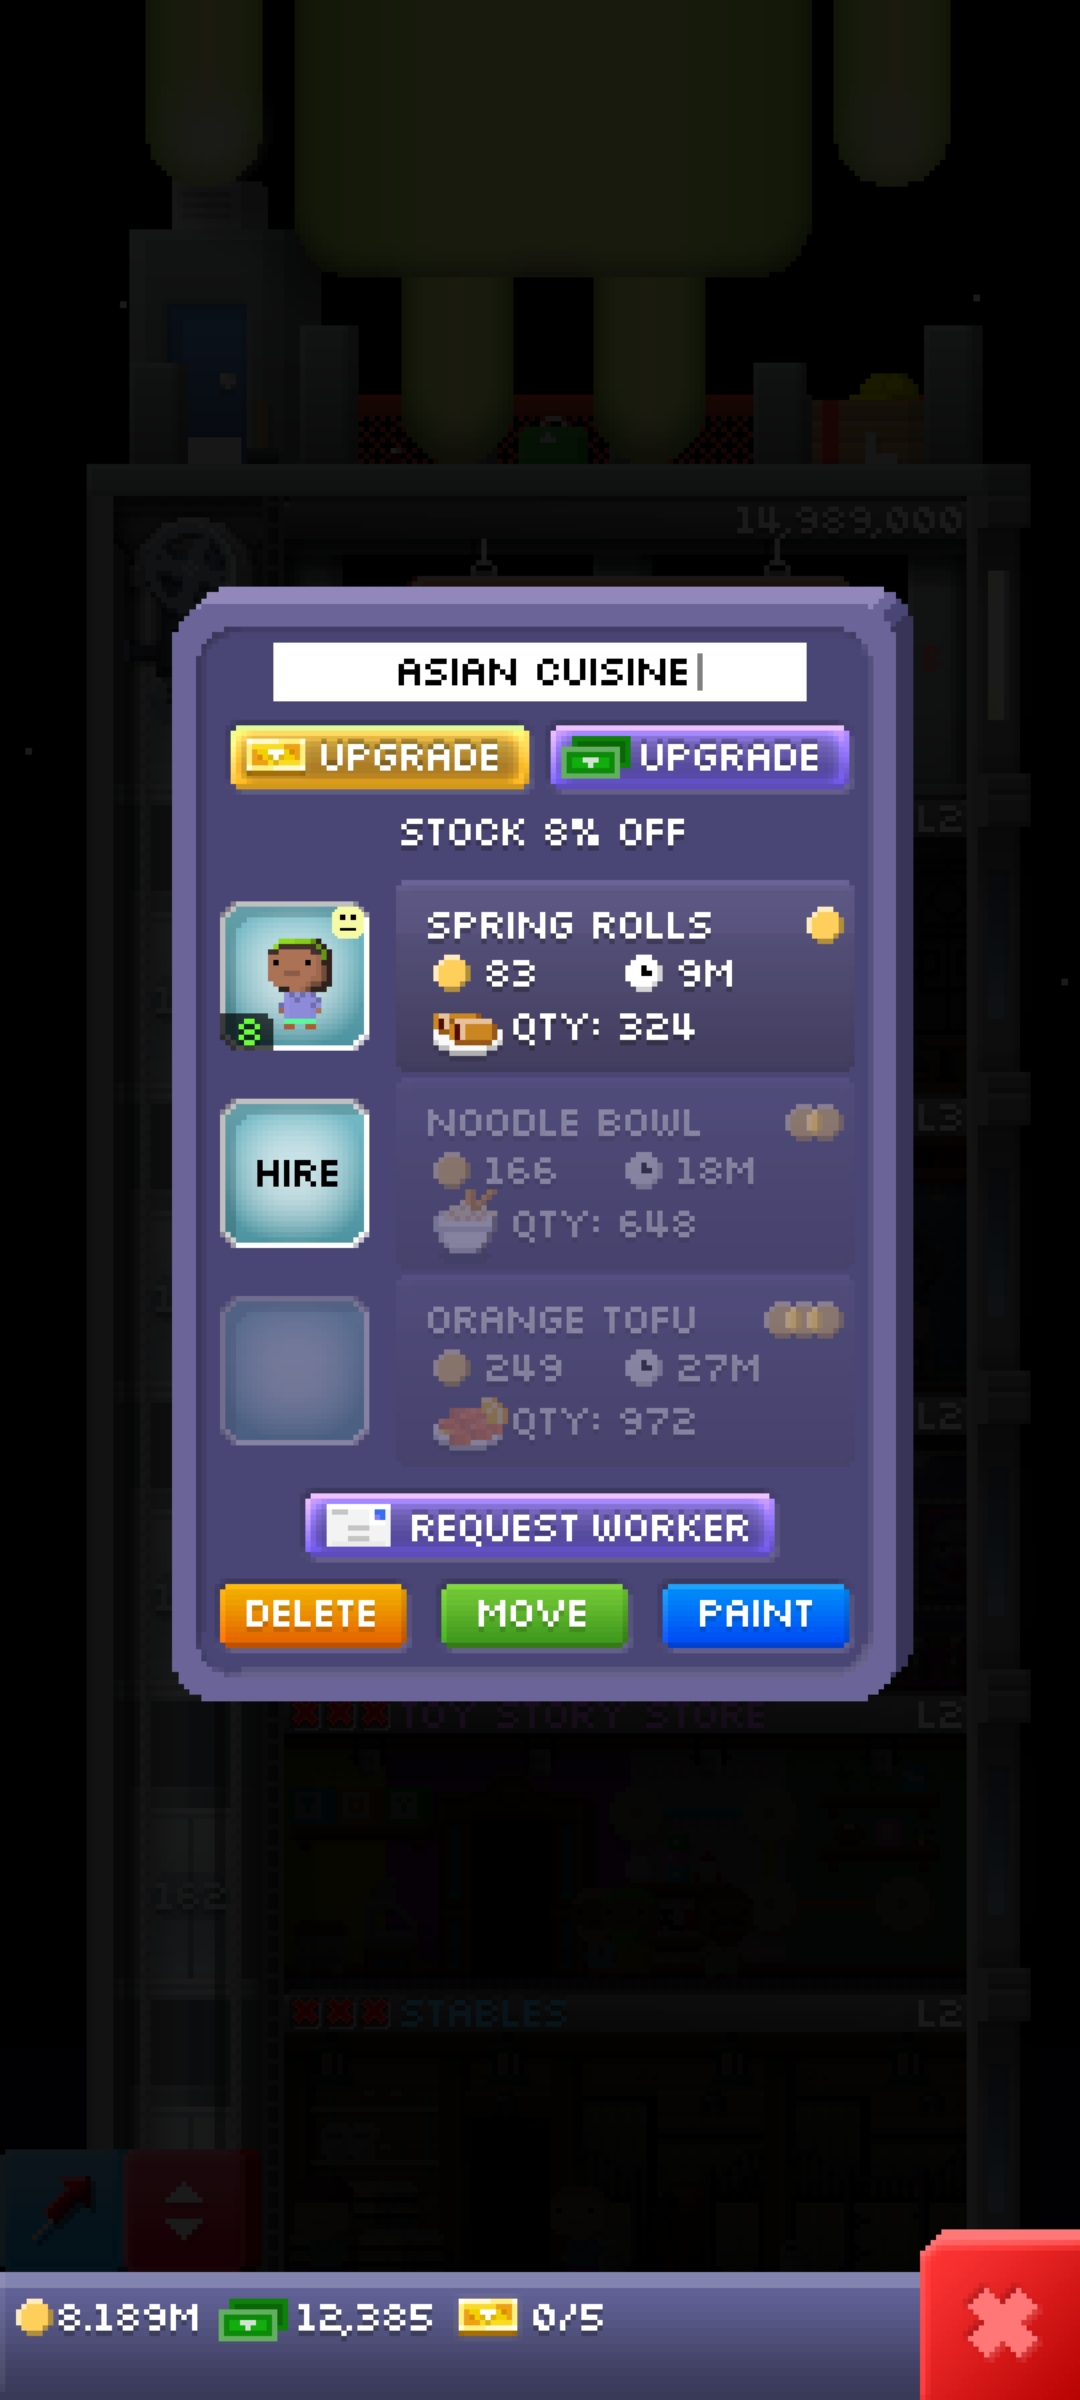 14,989,000
ASIAN CUISINE
UPGRADE UPGRADE
STOCK 8% OFF
L2
SPRING ROLLS
83 9M
8 QTY: 324
NOODLE BOWL
L3
HIRE 166 18M
QTY: 648
ORANGE TOFU
249 27M
QTY: 972
L2
REQUEST WORKER
DELETE MOVE PAINT
TOY STORY STORE L2
162
STABLES L2
8.189M 12,385 0/5